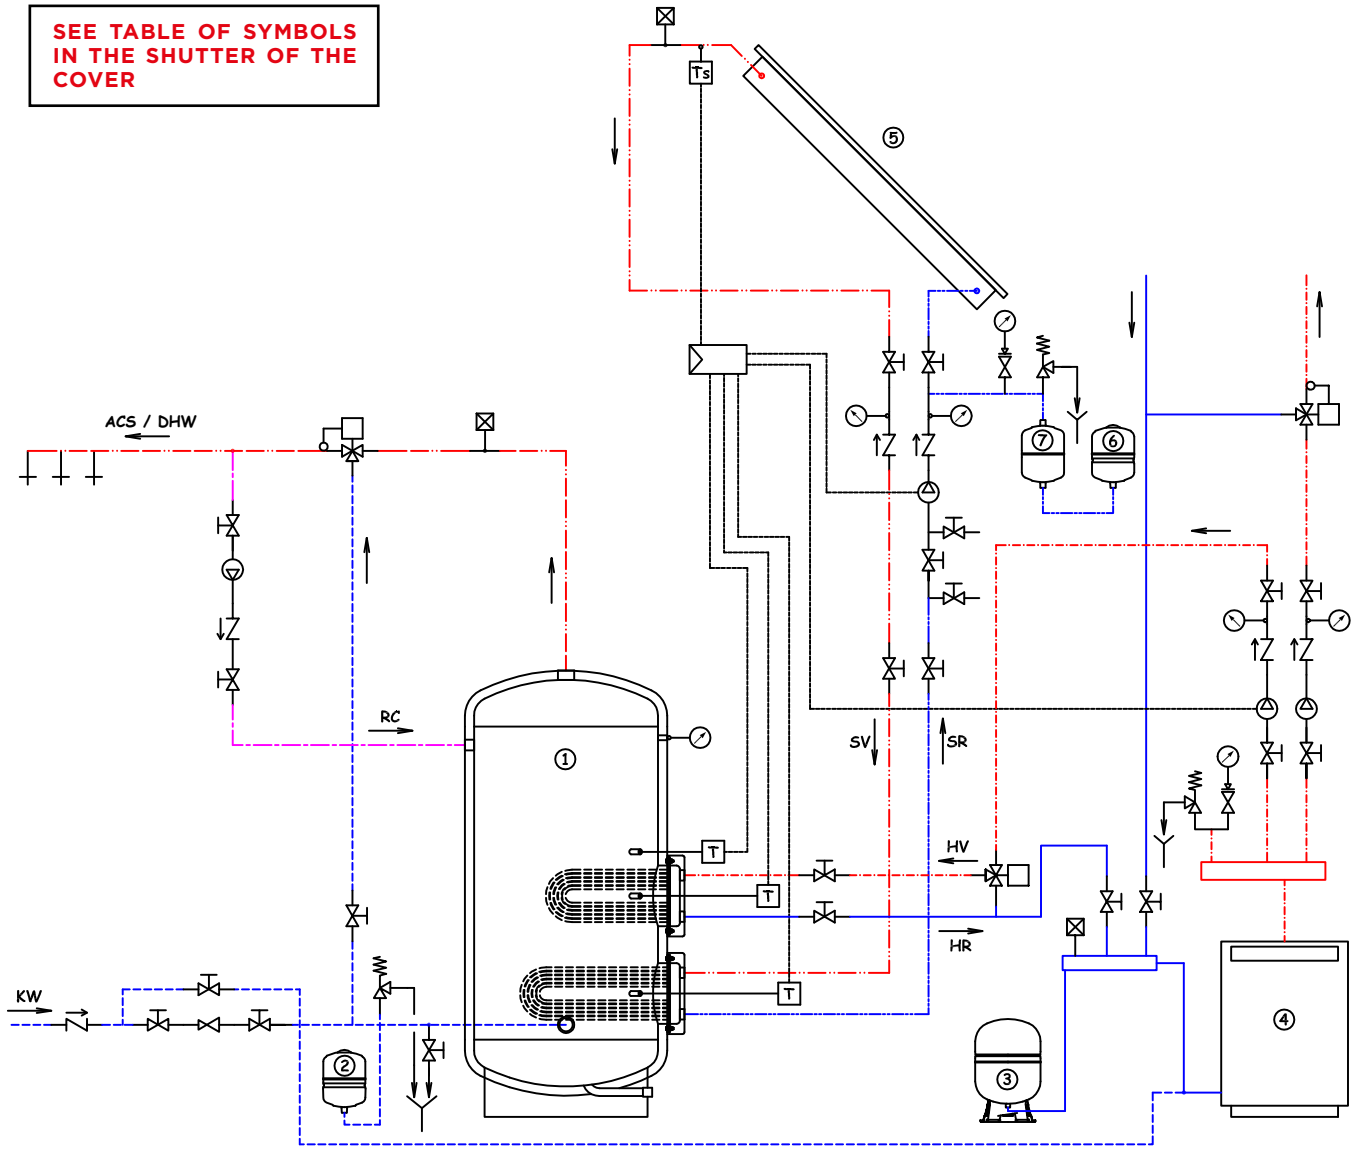 SEE TABLE OF SYMBOLS
IN THE SHUTTER OF THE
COVER
Ts
5
ACS / DHW
7
6
RC
1
SV
SR
T
HV
T
HR
T
KW
2
3
4